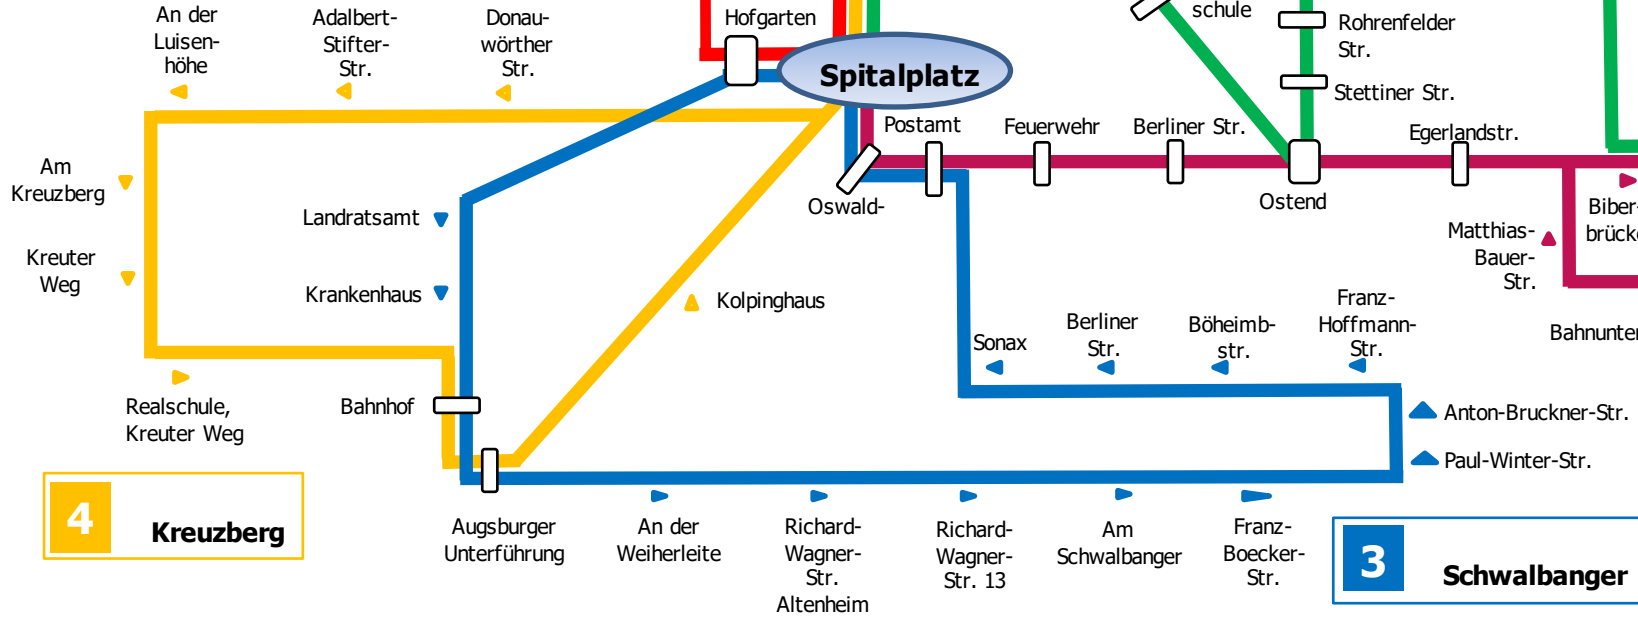 An der
Luisen-
höhe
Adalbert-
Stifter-
Str.
Donau-
wörther
Str.
Hofgarten
schule
Rohrenfelder
Str.
Spitalplatz
Stettiner Str.
Postamt
Feuerwehr
Berliner Str.
Egerlandstr.
Am
Kreuzberg
Landratsamt
Oswald-
Ostend
Biber-
brücke
Matthias-
Bauer-
Str.
Kreuter
Weg
Krankenhaus
Kolpinghaus
Sonax
Berliner
Str.
Böheimb-
str.
Franz-
Hoffmann-
Str.
Bahnunter
Realschule,
Kreuter Weg
Bahnhof
Anton-Bruckner-Str.
Paul-Winter-Str.
4 Kreuzberg
Augsburger
Unterführung
An der
Weiherleite
Richard-
Wagner-
Str.
Altenheim
Richard-
Wagner-
Str. 13
Am
Schwalbanger
Franz-
Boecker-
Str.
3 Schwalbanger